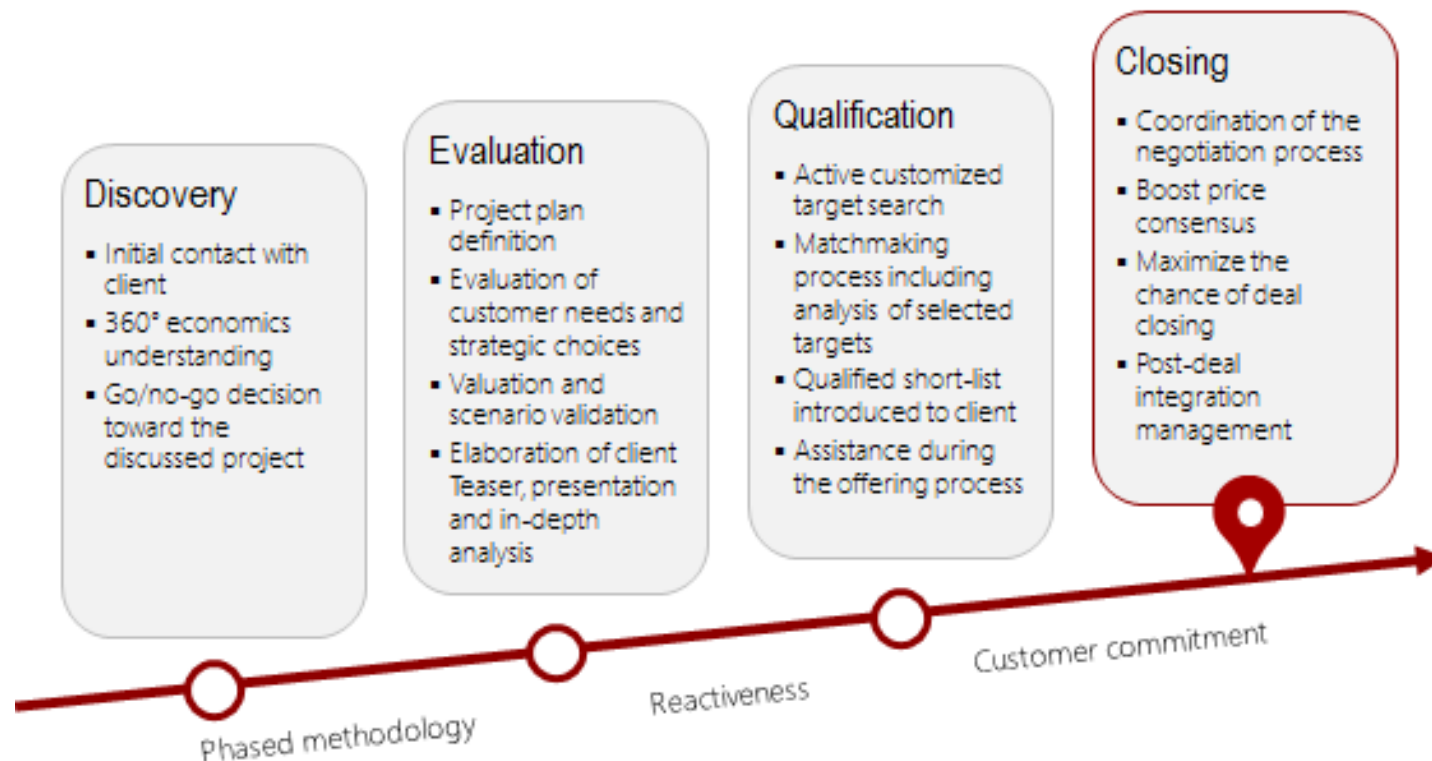 Discovery
▪ Initial contact with
client
▪ 360° economics
understanding
▪ Go/no-go decision
toward the
discussed project
Evaluation
▪ Project plan
definition
▪ Evaluation of
customer needs and
strategic choices
▪ Valuation and
scenario validation
▪ Elaboration of client
Teaser, presentation
and in-depth
analysis
Qualification
▪ Active customized
target search
▪ Matchmaking
process including
analysis of selected
targets
▪ Qualified short-list
introduced to client
▪ Assistance during
the offering process
Closing
▪ Coordination of the
negotiation process
▪ Boost price
consensus
▪ Maximize the
chance of deal
closing
▪ Post-deal
integration
management
Phased methodology
Reactiveness
Customer commitment